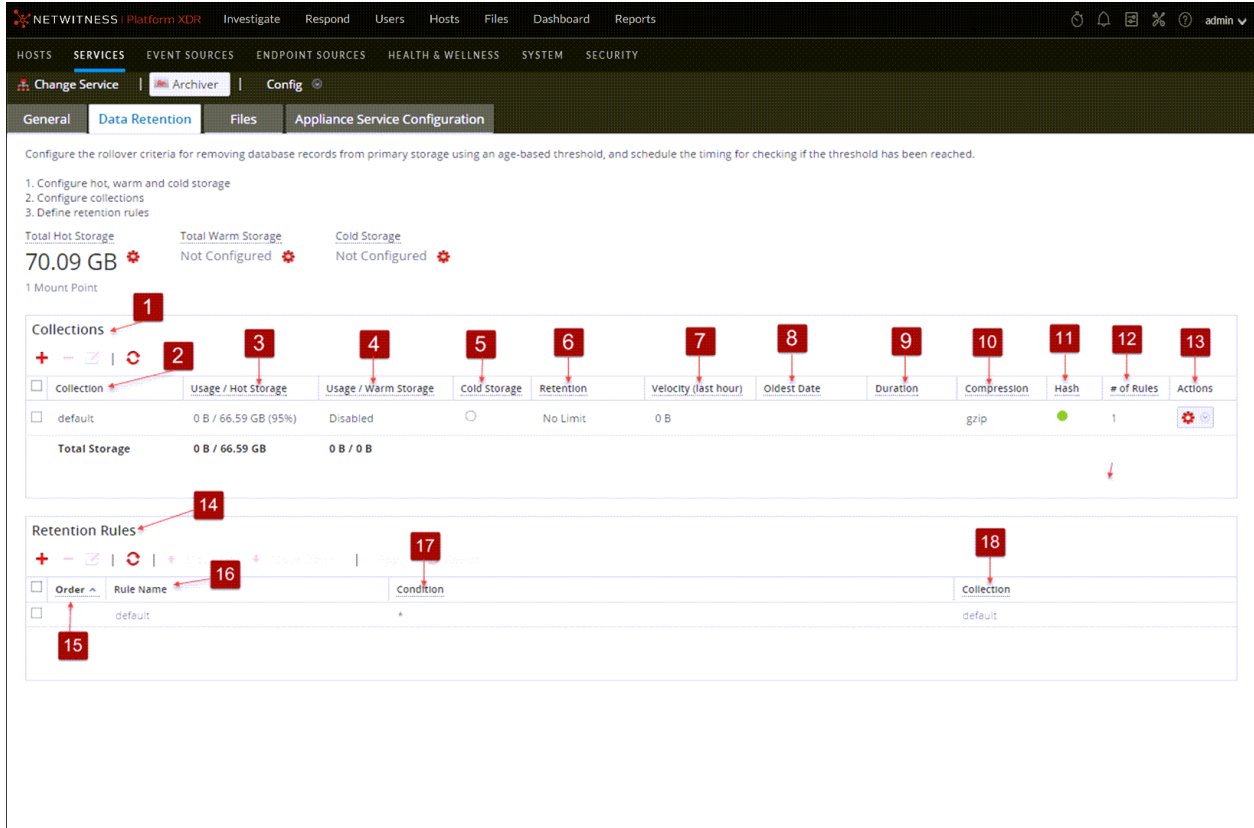 NETWITNESS | Platform XDR Investigate Respond Users Hosts Files Dashboard Reports admin
HOSTS SERVICES EVENT SOURCES ENDPOINT SOURCES HEALTH & WELLNESS SYSTEM SECURITY
Change Service | Archiver | Config
General Data Retention Files Appliance Service Configuration
Configure the rollover criteria for removing database records from primary storage using an age-based threshold, and schedule the timing for checking if the threshold has been reached.
1. Configure hot, warm and cold storage
2. Configure collections
3. Define retention rules
Total Hot Storage Total Warm Storage Cold Storage
70.09 GB Not Configured Not Configured
1 Mount Point
1
Collections
2 3 4 5 6 7 8 9 10 11 12 13
Collection Usage / Hot Storage Usage / Warm Storage Cold Storage Retention Velocity (last hour) Oldest Date Duration Compression Hash # of Rules Actions
default 0 B / 66.59 GB (95%) Disabled No Limit 0 B gzip 1
Total Storage 0 B / 66.59 GB 0 B / 0 B
14
Retention Rules
16 17 18
Order Rule Name Condition Collection
default * default
15